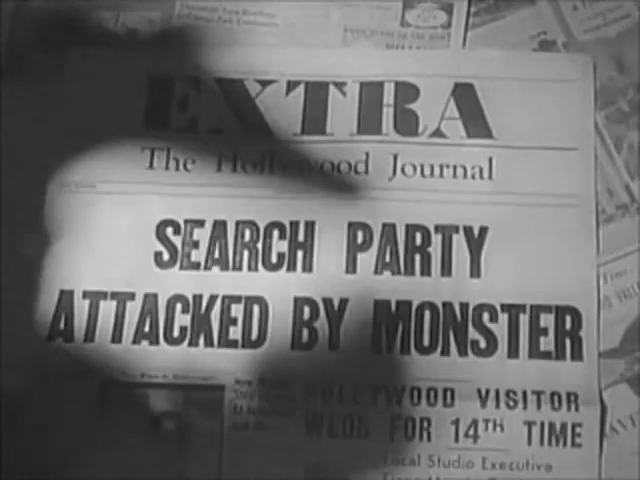 EXTRA
The Hollywood Journal
SEARCH PARTY
ATTACKED BY MONSTER
HOLLYWOOD VISITOR
WEDS FOR 14TH TIME
Local Studio Executive